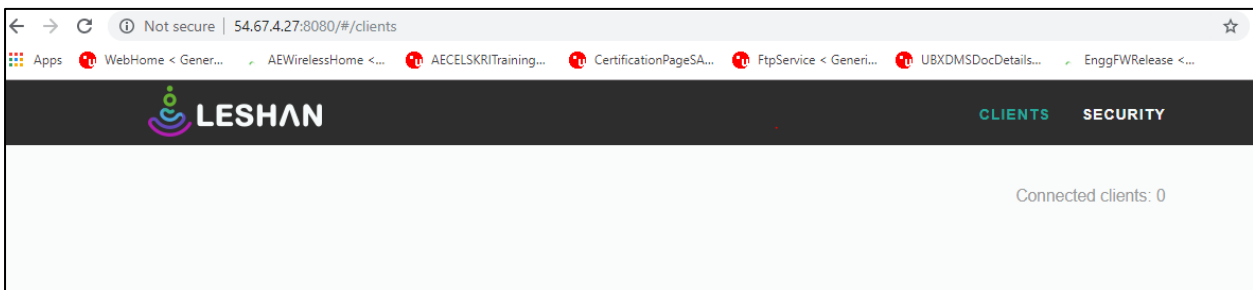 Not secure | 54.67.4.27:8080/#/clients
Apps WebHome < Gener... AEWirelessHome <... AECELSKRITraining... CertificationPageSA... FtpService < Generi... UBXDMSDocDetails... EnggFWRelease <...
LESHΛN CLIENTS SECURITY
Connected clients: 0